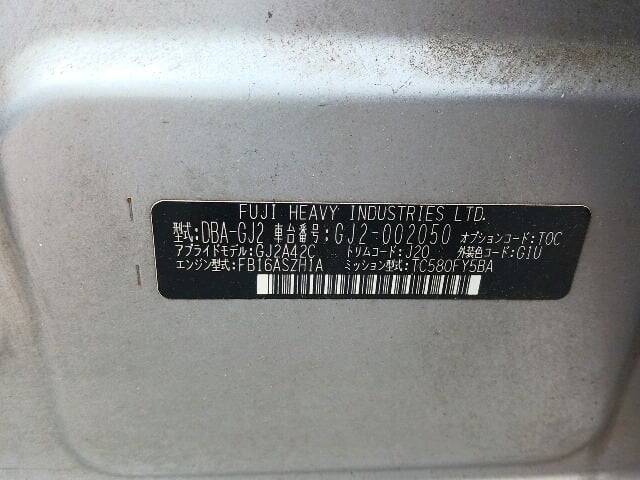 FUJI HEAVY INDUSTRIES LTD.
型式:DBA-GJ2 車台番号:GJ2-002050 オプションコード:TOC
アプライドモデル:GJ2A42C トリムコード:J20 外装色コード:G1U
エンジン型式:FB16ASZH1A ミッション型式:TC580FY5BA